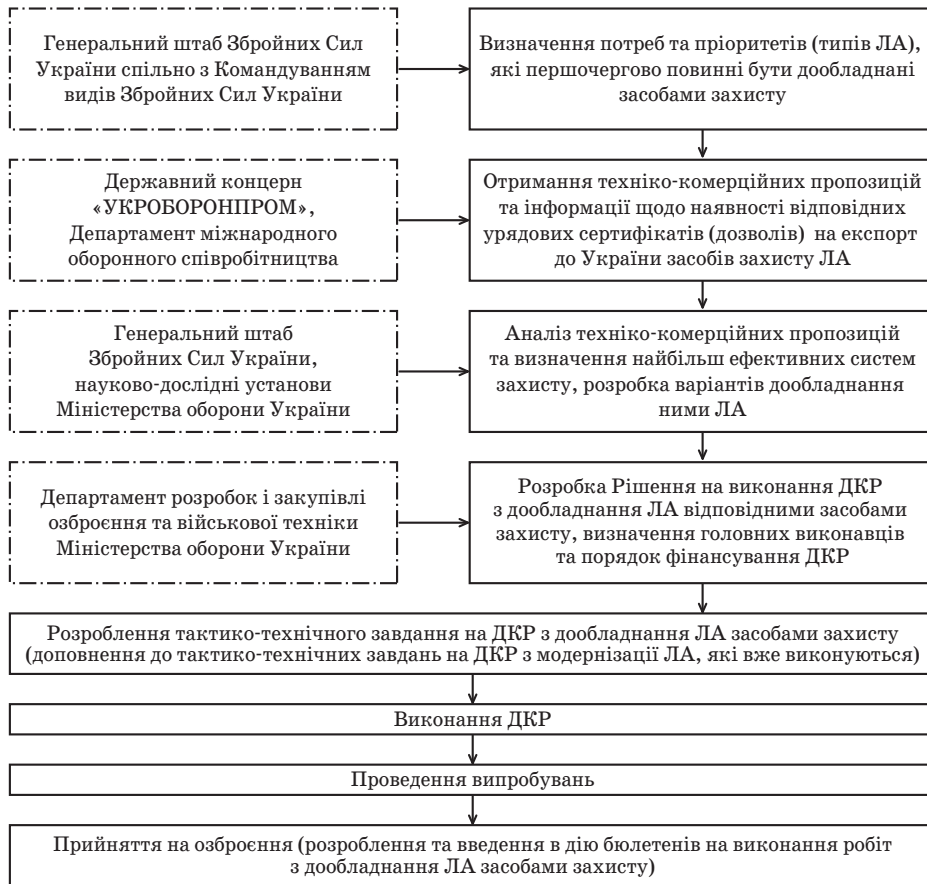 Генеральний штаб Збройних Сил
України спільно з Командуванням
видів Збройних Сил України
Визначення потреб та пріоритетів (типів ЛА),
які першочергово повинні бути дообладнані
засобами захисту
Державний концерн
«УКРОБОРОНПРОМ»,
Департамент міжнародного
оборонного співробітництва
Отримання техніко-комерційних пропозицій
та інформації щодо наявності відповідних
урядових сертифікатів (дозволів) на експорт
до України засобів захисту ЛА
Генеральний штаб
Збройних Сил України,
науково-дослідні установи
Міністерства оборони України
Аналіз техніко-комерційних пропозицій
та визначення найбільш ефективних систем
захисту, розробка варіантів дообладнання
ними ЛА
Департамент розробок і закупівлі
озброєння та військової техніки
Міністерства оборони України
Розробка Рішення на виконання ДКР
з дообладнання ЛА відповідними засобами
захисту, визначення головних виконавців
та порядок фінансування ДКР
Розроблення тактико-технічного завдання на ДКР з дообладнання ЛА засобами захисту
(доповнення до тактико-технічних завдань на ДКР з модернізації ЛА, які вже виконуються)
Виконання ДКР
Проведення випробувань
Прийняття на озброєння (розроблення та введення в дію бюлетенів на виконання робіт
з дообладнання ЛА засобами захисту)